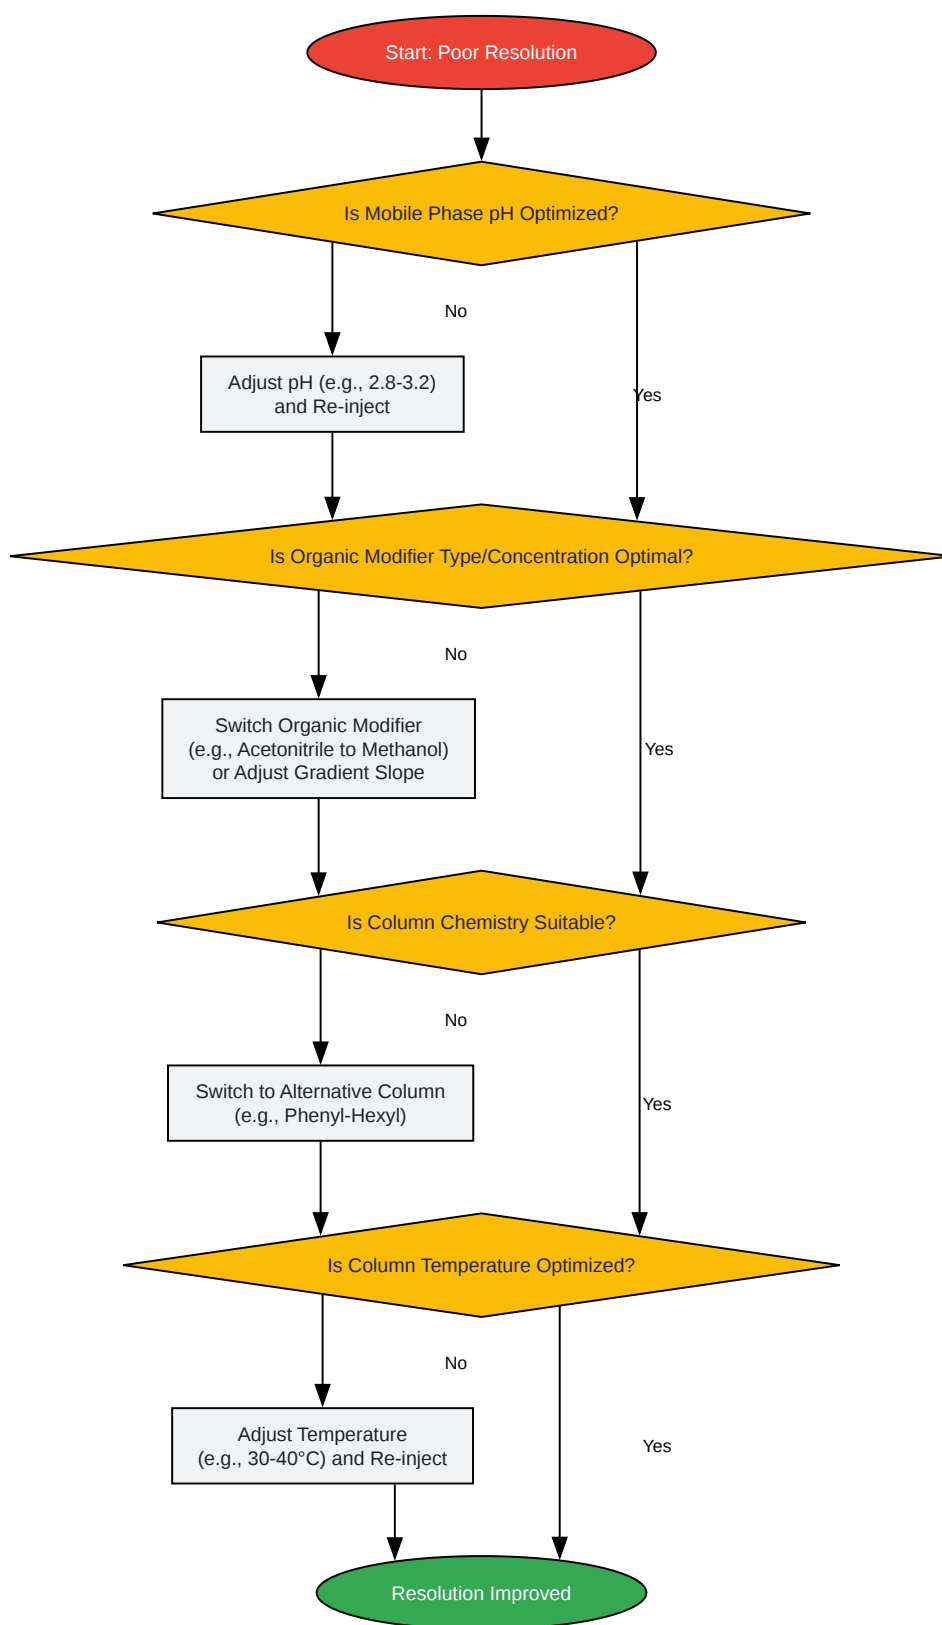 Start: Poor Resolution
Is Mobile Phase pH Optimized?
No
Adjust pH (e.g., 2.8-3.2)
and Re-inject
Yes
Is Organic Modifier Type/Concentration Optimal?
No
Switch Organic Modifier
(e.g., Acetonitrile to Methanol)
or Adjust Gradient Slope
Yes
Is Column Chemistry Suitable?
No
Switch to Alternative Column
(e.g., Phenyl-Hexyl)
Yes
Is Column Temperature Optimized?
No
Adjust Temperature
(e.g., 30-40°C) and Re-inject
Yes
Resolution Improved